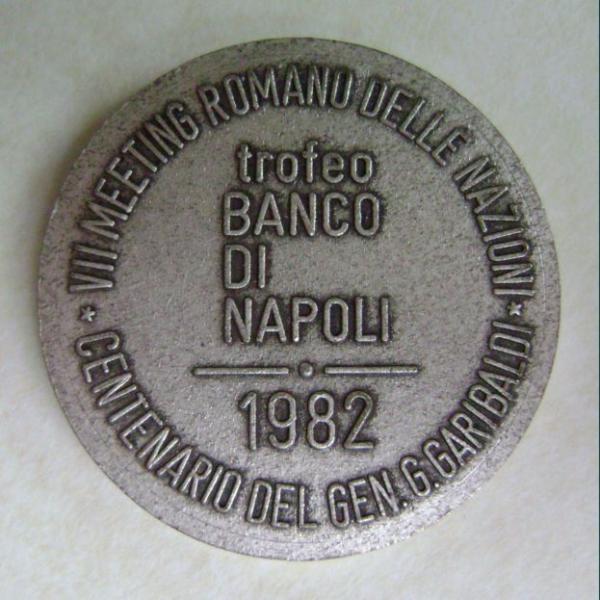 VII MEETING ROMANO DELLE NAZIONI
trofeo
BANCO
DI
NAPOLI
1982
* CENTENARIO DEL GEN. G. GARIBALDI *